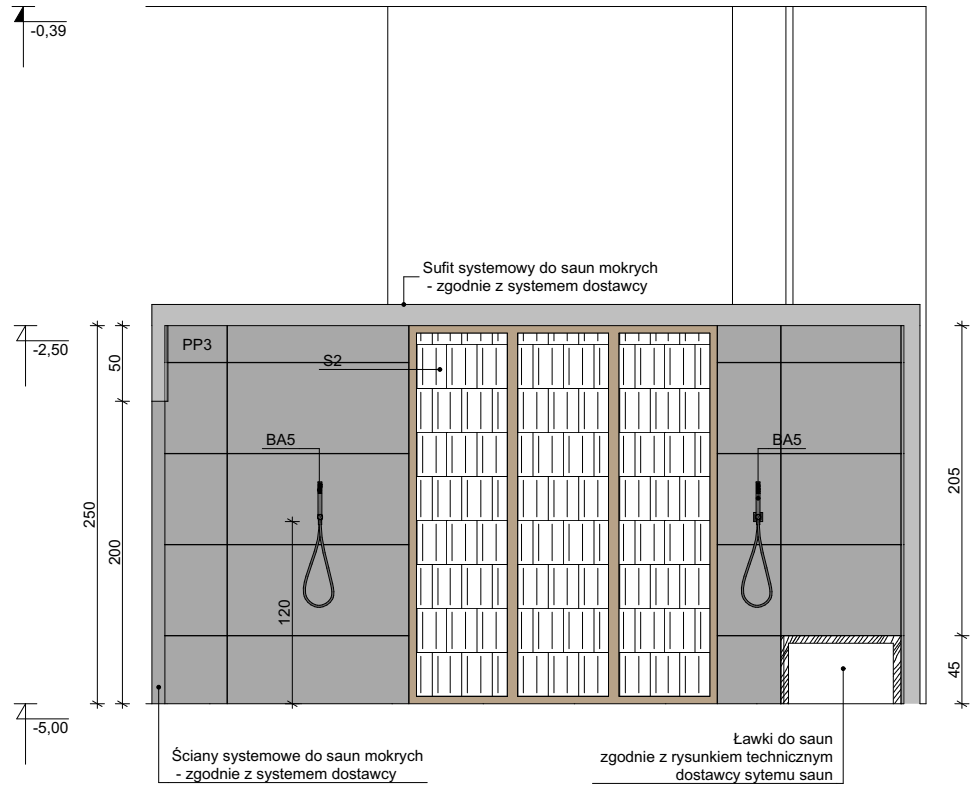 -0,39
Sufit systemowy do saun mokrych
- zgodnie z systemem dostawcy
-2,50
50
PP3
S2
BA5
BA5
205
250
200
120
45
-5,00
Ściany systemowe do saun mokrych
- zgodnie z systemem dostawcy
Ławki do saun
zgodnie z rysunkiem technicznym
dostawcy sytemu saun